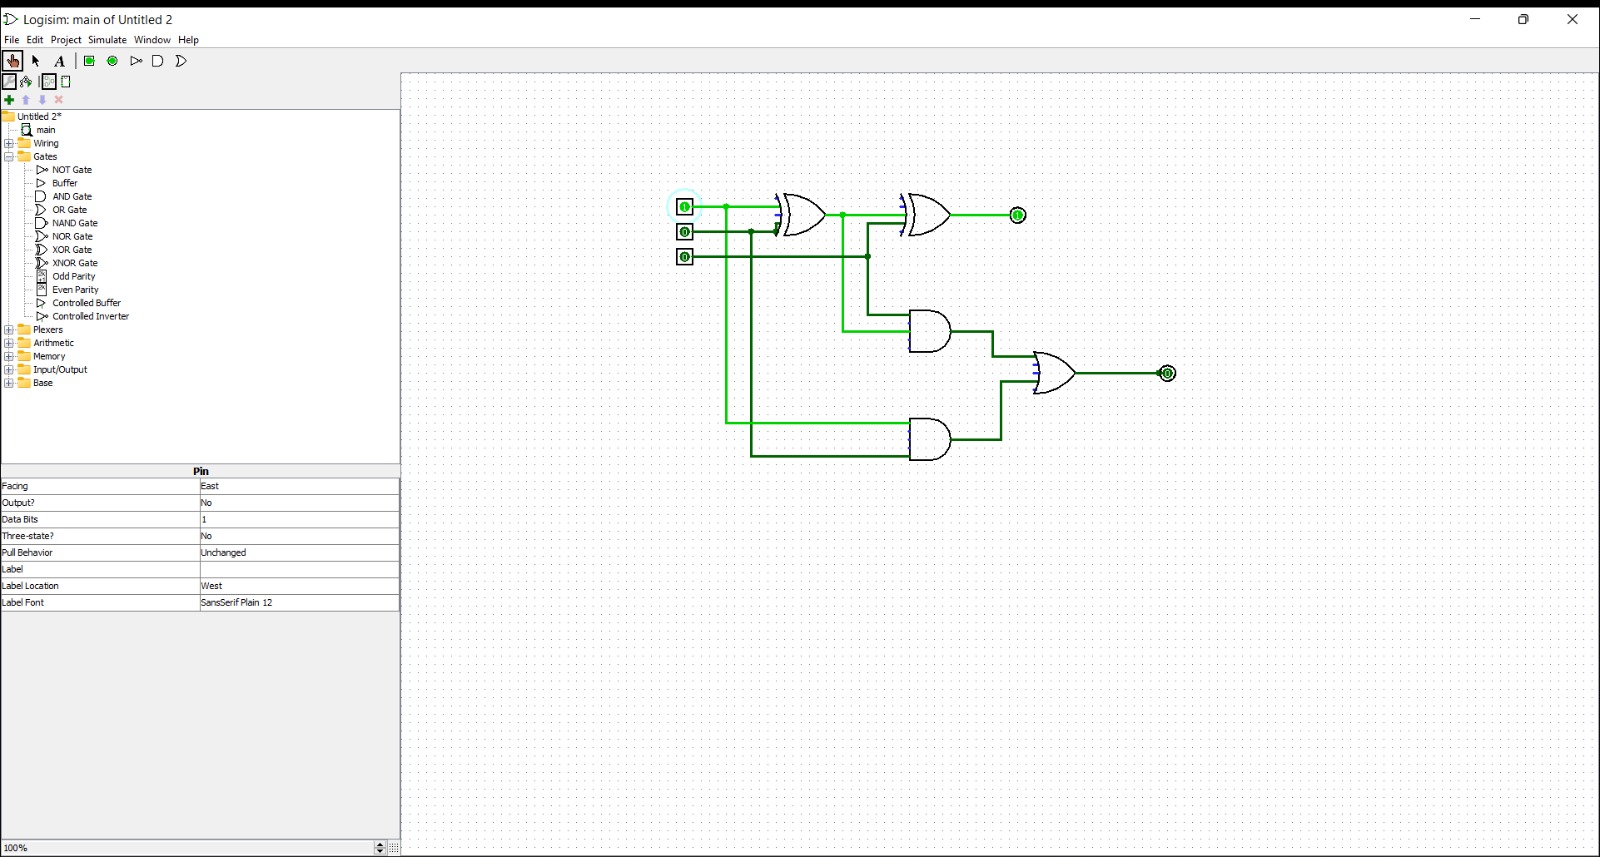 Logisim: main of Untitled 2
File Edit Project Simulate Window Help
A
Untitled 2*
main
Wiring
Gates
NOT Gate
Buffer
AND Gate
OR Gate
NAND Gate
NOR Gate
XOR Gate
XNOR Gate
Odd Parity
Even Parity
Controlled Buffer
Controlled Inverter
Plexers
Arithmetic
Memory
Input/Output
Base
1
0
0
1
0
Pin
Facing East
Output? No
Data Bits 1
Three-state? No
Pull Behavior Unchanged
Label
Label Location West
Label Font SansSerif Plain 12
100%